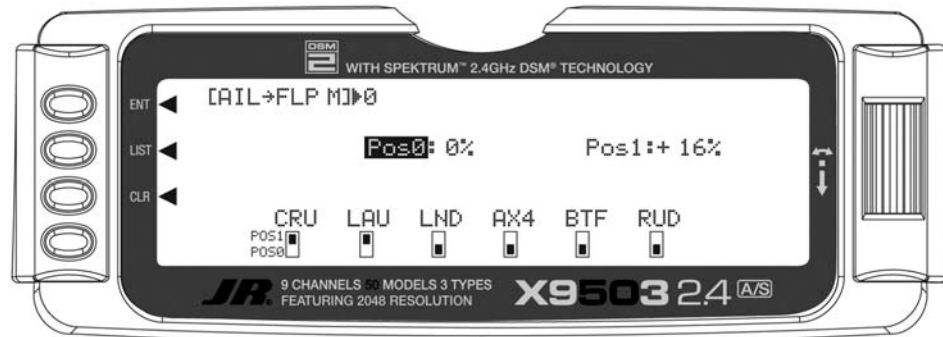 DSM
2 WITH SPEKTRUM™ 2.4GHz DSM® TECHNOLOGY
ENT [AIL→FLP M]▶0
LIST Pos0: 0% Pos1:+ 16%
CLR
CRU LAU LND AX4 BTF RUD
POS1
POS0
JR. 9 CHANNELS 50 MODELS 3 TYPES
FEATURING 2048 RESOLUTION
X9503 2.4 A/S